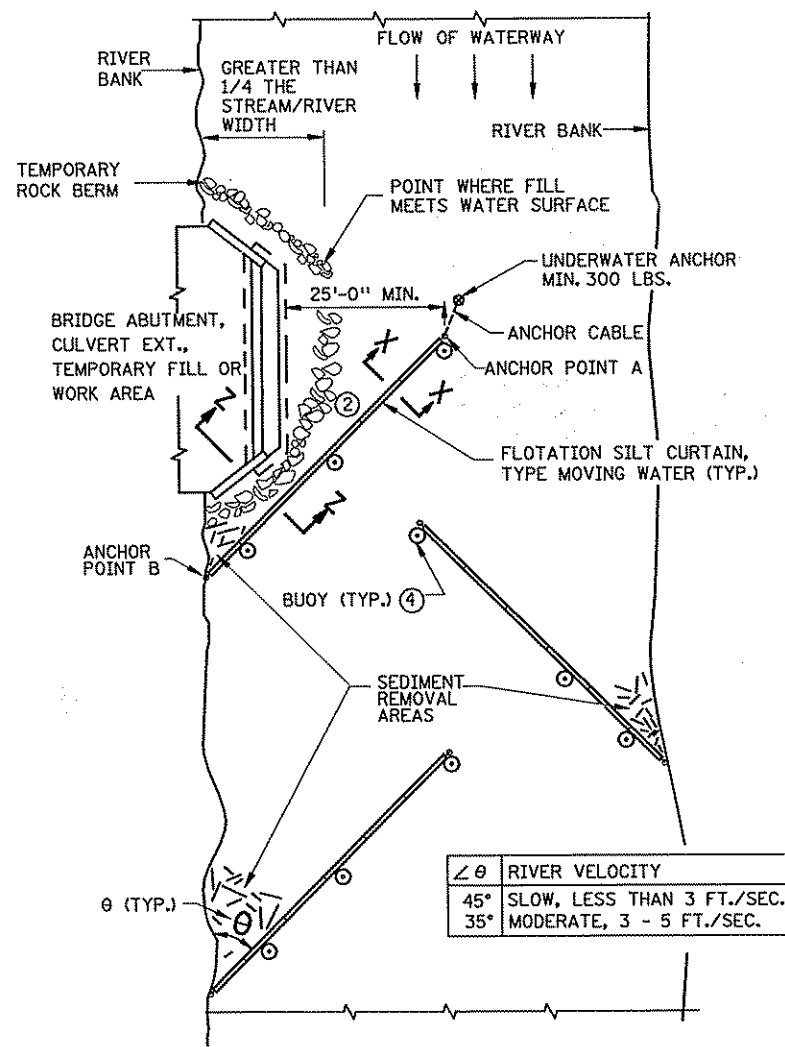 FLOW OF WATERWAY
RIVER
BANK
GREATER THAN
1/4 THE
STREAM/RIVER
WIDTH
RIVER BANK
TEMPORARY
ROCK BERM
POINT WHERE FILL
MEETS WATER SURFACE
UNDERWATER ANCHOR
MIN. 300 LBS.
25'-0" MIN.
ANCHOR CABLE
BRIDGE ABUTMENT,
CULVERT EXT.,
TEMPORARY FILL OR
WORK AREA
X
X
ANCHOR POINT A
Z
2
FLOTATION SILT CURTAIN,
TYPE MOVING WATER (TYP.)
Z
ANCHOR
POINT B
BUOY (TYP.) 4
SEDIMENT
REMOVAL
AREAS
∠θ RIVER VELOCITY
45° SLOW, LESS THAN 3 FT./SEC.
35° MODERATE, 3 - 5 FT./SEC.
θ (TYP.)
θ